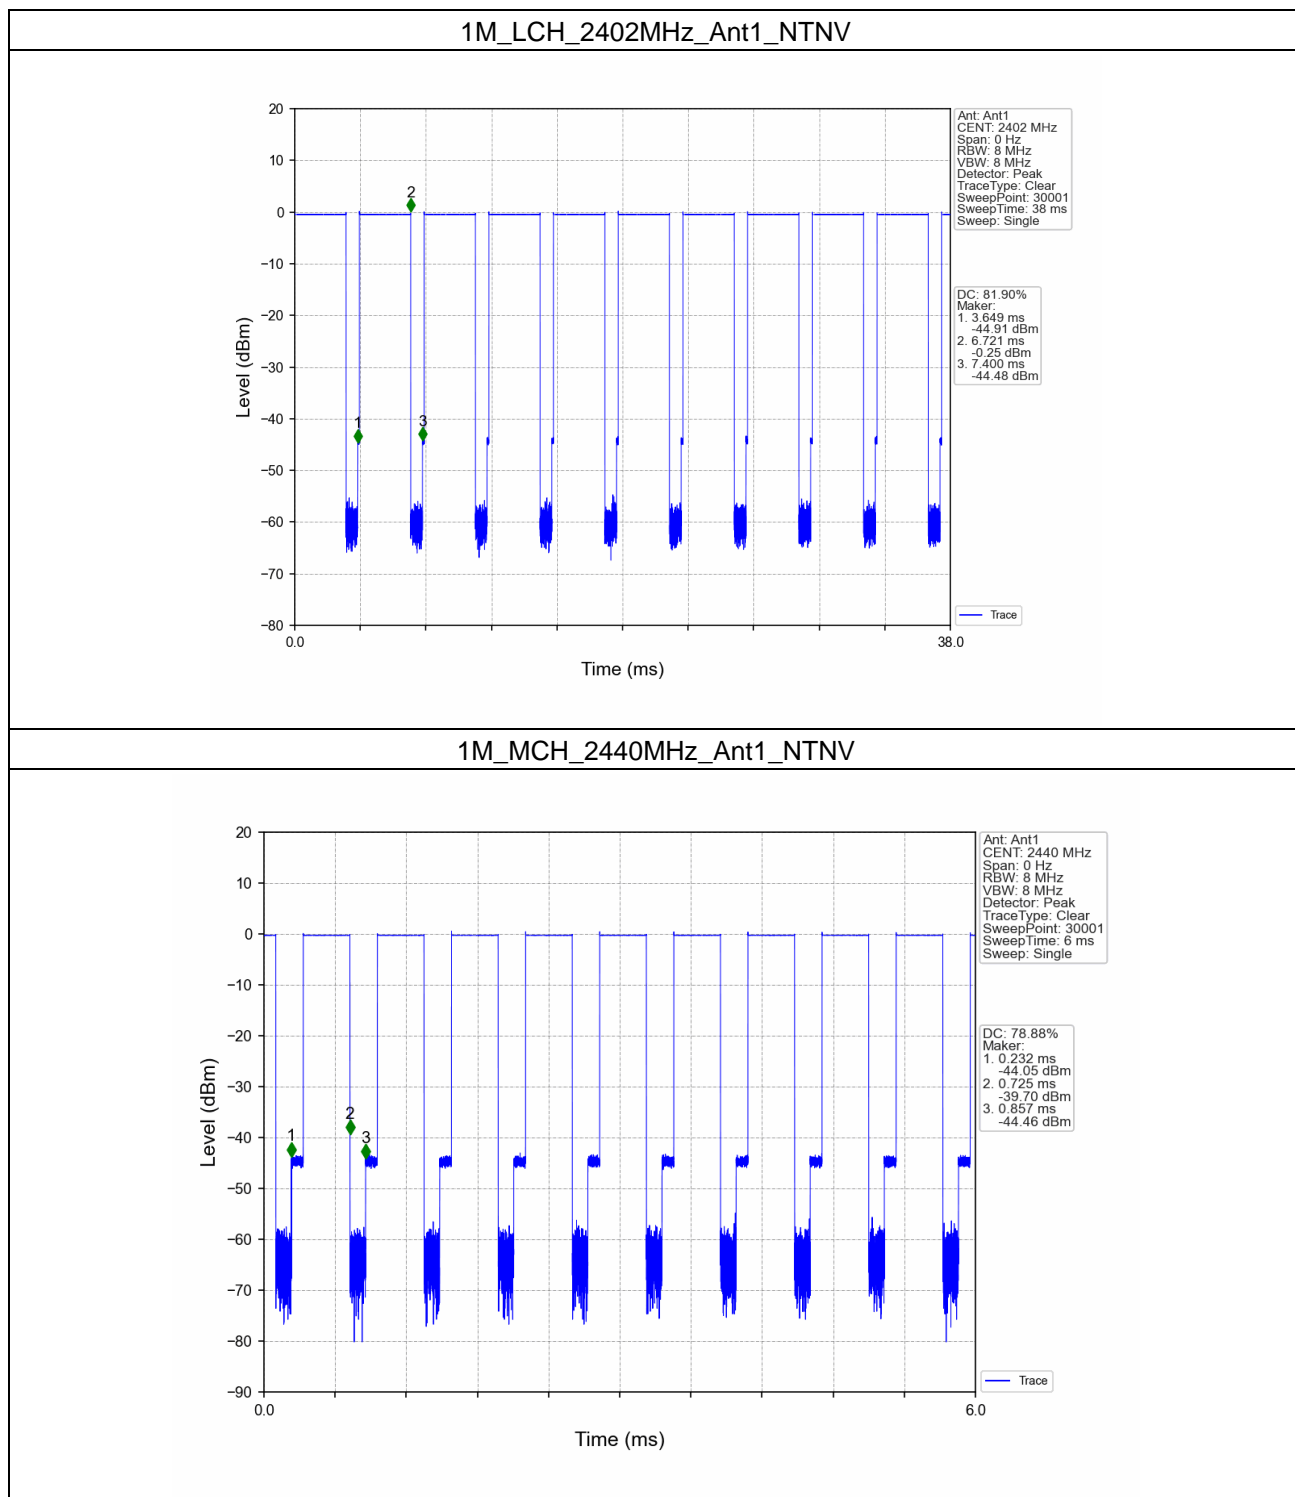 1M_LCH_2402MHz_Ant1_NTNV
20
10
0
−10
−20
−30
−40
−50
−60
−70
−80
Level (dBm)
1
2
3
0.0
38.0
Time (ms)
Ant: Ant1
CENT: 2402 MHz
Span: 0 Hz
RBW: 8 MHz
VBW: 8 MHz
Detector: Peak
TraceType: Clear
SweepPoint: 30001
SweepTime: 38 ms
Sweep: Single
DC: 81.90%
Maker:
1. 3.649 ms
-44.91 dBm
2. 6.721 ms
-0.25 dBm
3. 7.400 ms
-44.48 dBm
Trace
1M_MCH_2440MHz_Ant1_NTNV
20
10
0
−10
−20
−30
−40
−50
−60
−70
−80
−90
Level (dBm)
1
2
3
0.0
6.0
Time (ms)
Ant: Ant1
CENT: 2440 MHz
Span: 0 Hz
RBW: 8 MHz
VBW: 8 MHz
Detector: Peak
TraceType: Clear
SweepPoint: 30001
SweepTime: 6 ms
Sweep: Single
DC: 78.88%
Maker:
1. 0.232 ms
-44.05 dBm
2. 0.725 ms
-39.70 dBm
3. 0.857 ms
-44.46 dBm
Trace